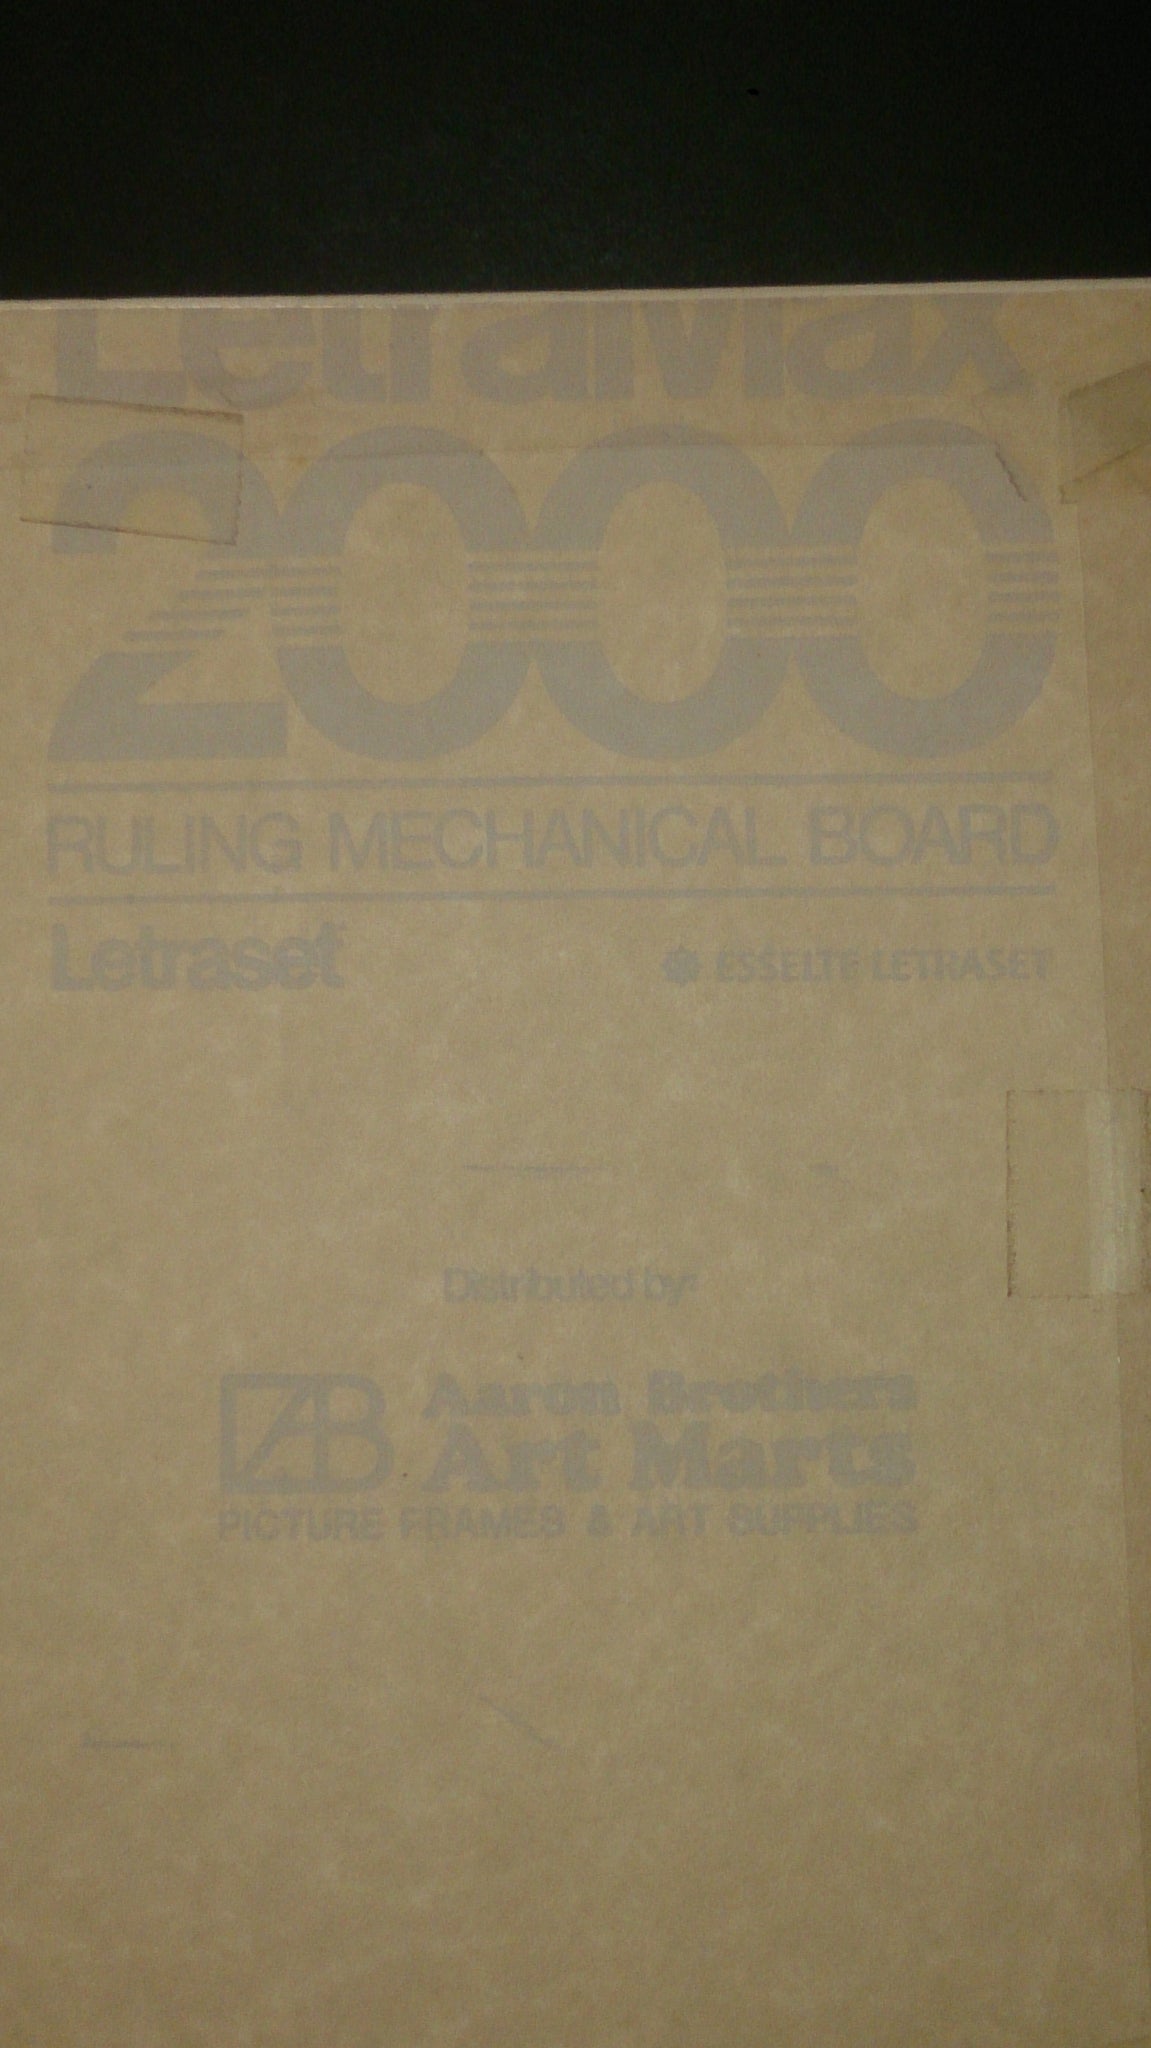 LetraMax
2000
RULING MECHANICAL BOARD
Letraset
ESSELTE LETRASET
Distributed by:
AB Aaron Brothers
Art Marts
PICTURE FRAMES & ART SUPPLIES